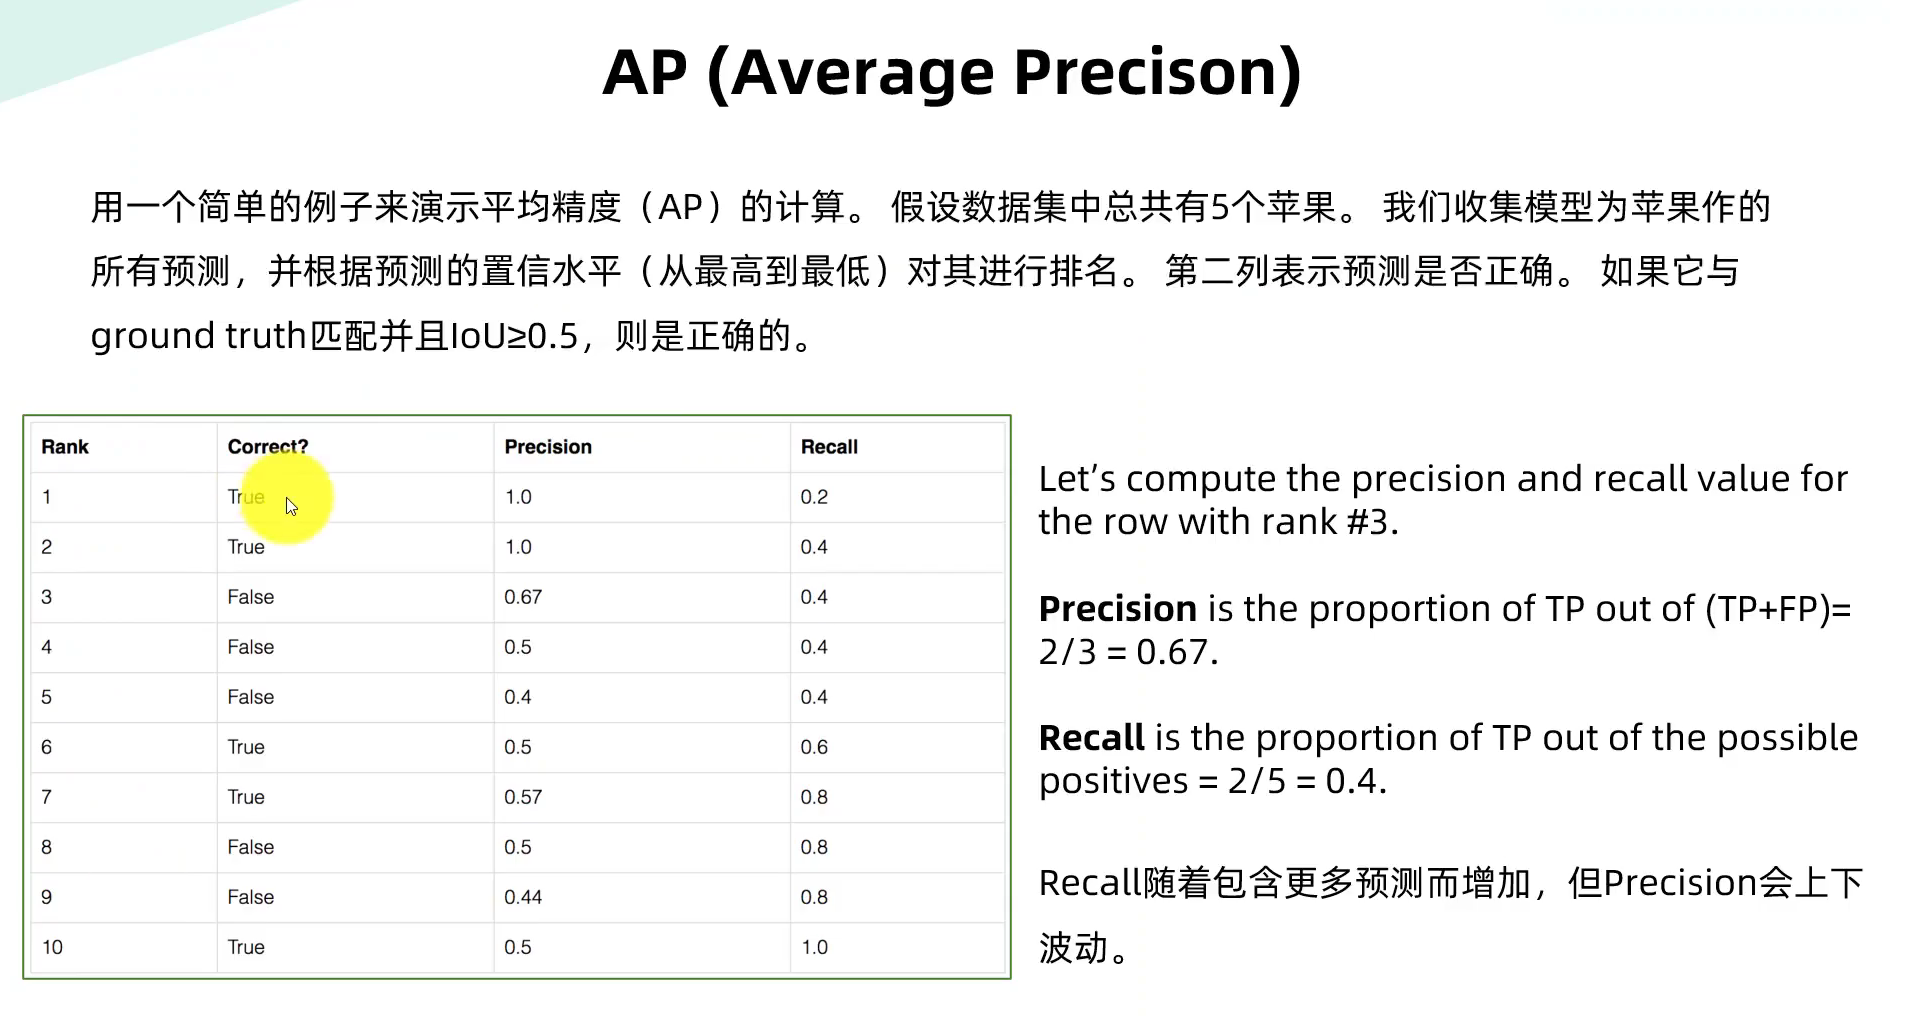 AP (Average Precison)
用一个简单的例子来演示平均精度（AP）的计算。 假设数据集中总共有5个苹果。 我们收集模型为苹果作的
所有预测，并根据预测的置信水平（从最高到最低）对其进行排名。 第二列表示预测是否正确。 如果它与
ground truth匹配并且IoU≥0.5，则是正确的。
Rank Correct? Precision Recall
1 True 1.0 0.2
2 True 1.0 0.4
3 False 0.67 0.4
4 False 0.5 0.4
5 False 0.4 0.4
6 True 0.5 0.6
7 True 0.57 0.8
8 False 0.5 0.8
9 False 0.44 0.8
10 True 0.5 1.0
Let’s compute the precision and recall value for
the row with rank #3.
Precision is the proportion of TP out of (TP+FP)=
2/3 = 0.67.
Recall is the proportion of TP out of the possible
positives = 2/5 = 0.4.
Recall随着包含更多预测而增加，但Precision会上下
波动。